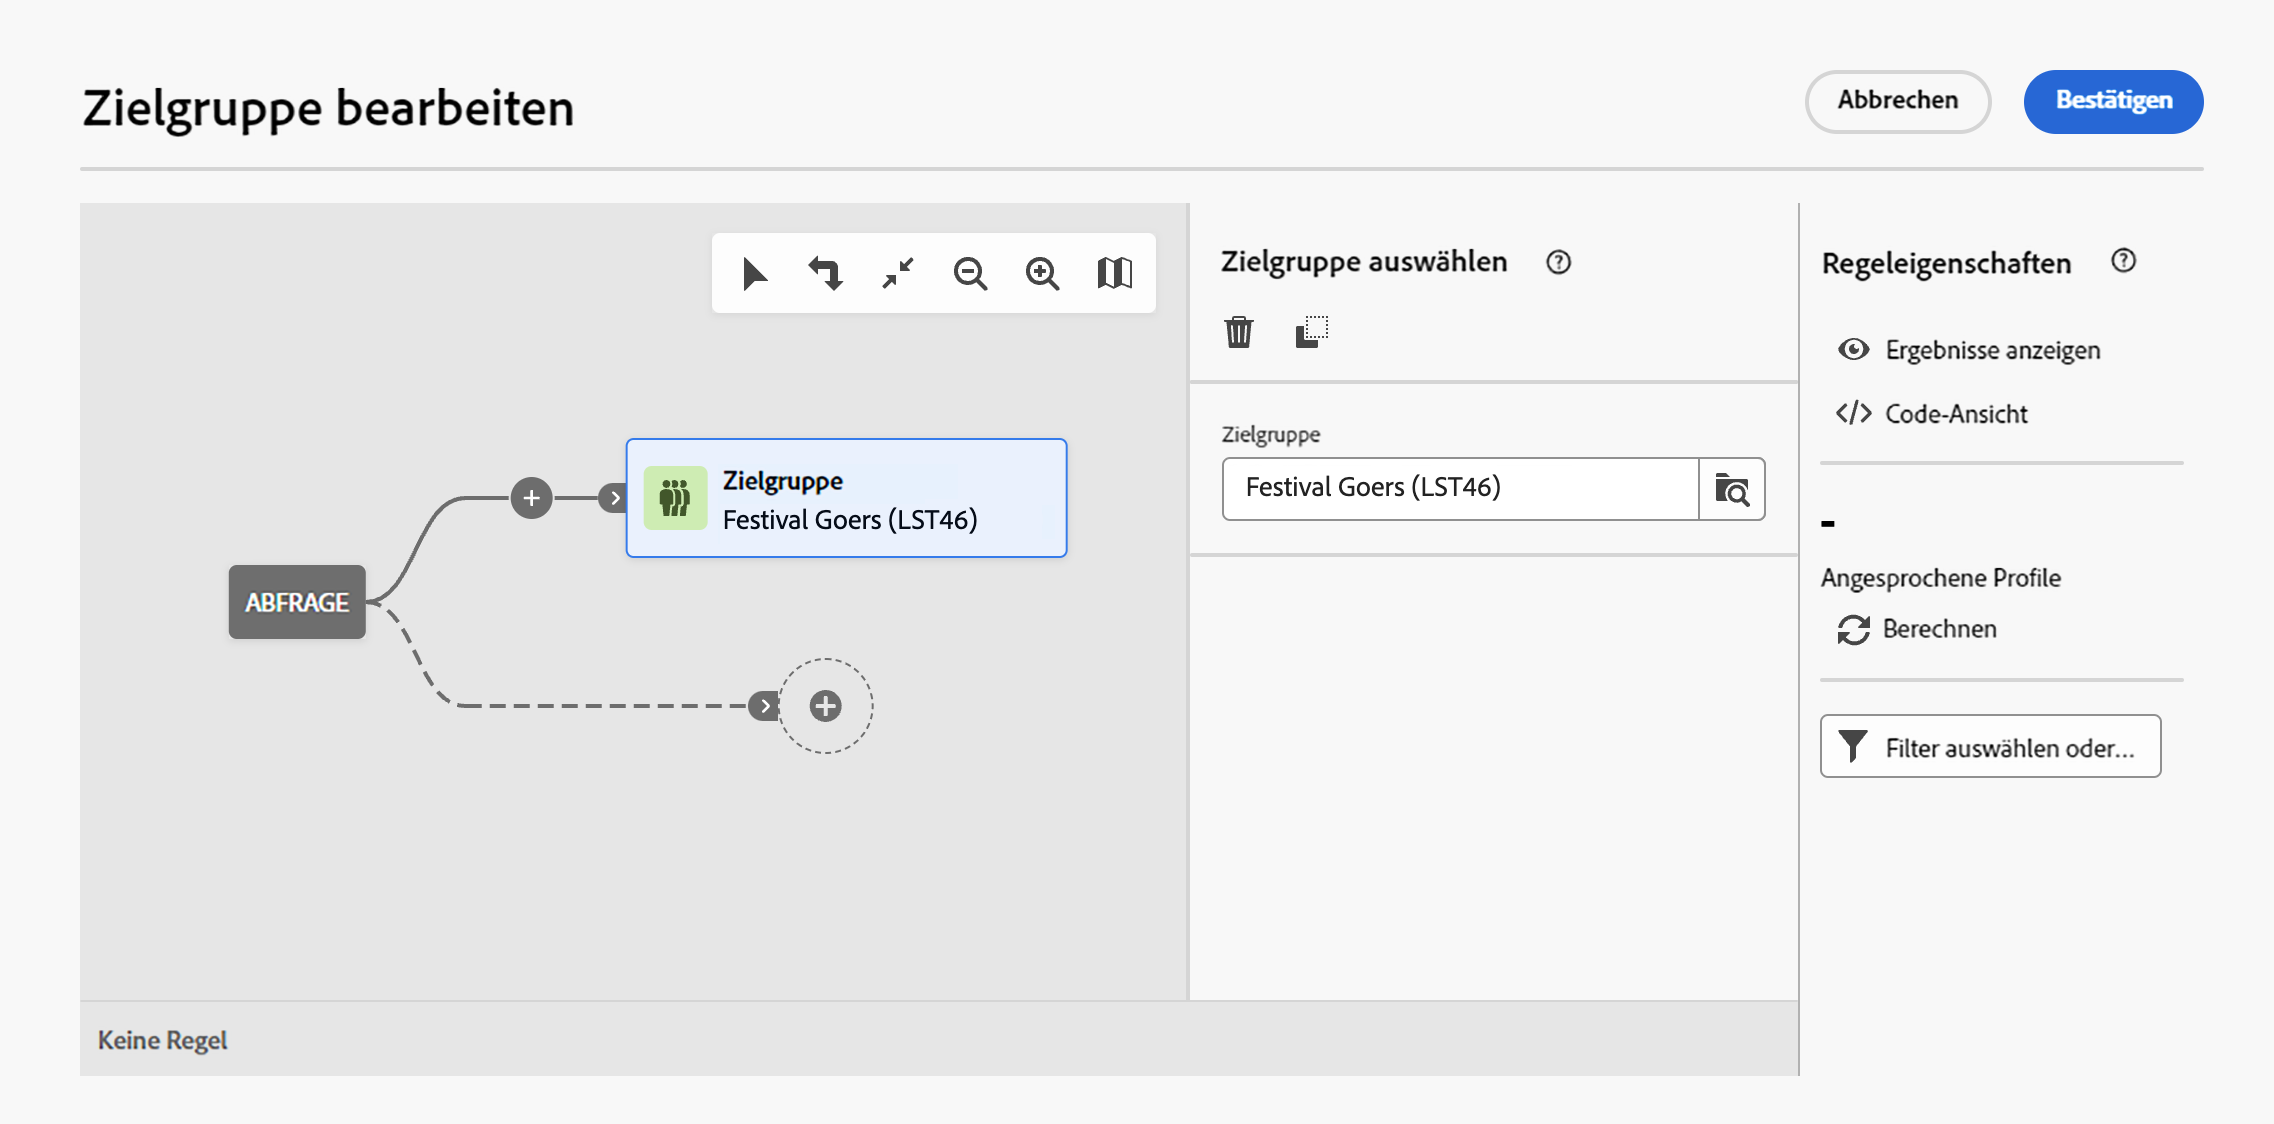 Zielgruppe bearbeiten
Abbrechen
Bestätigen
Zielgruppe
Festival Goers (LST46)
ABFRAGE
Keine Regel
Zielgruppe auswählen
Zielgruppe
Festival Goers (LST46)
Regeleigenschaften
Ergebnisse anzeigen
Code-Ansicht
-
Angesprochene Profile
Berechnen
Filter auswählen oder...